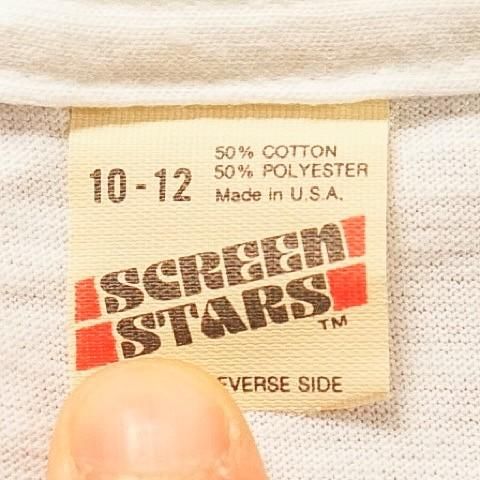 10-12
50% COTTON
50% POLYESTER
Made in U.S.A.
SCREEN
STARS
TM
EVERSE SIDE